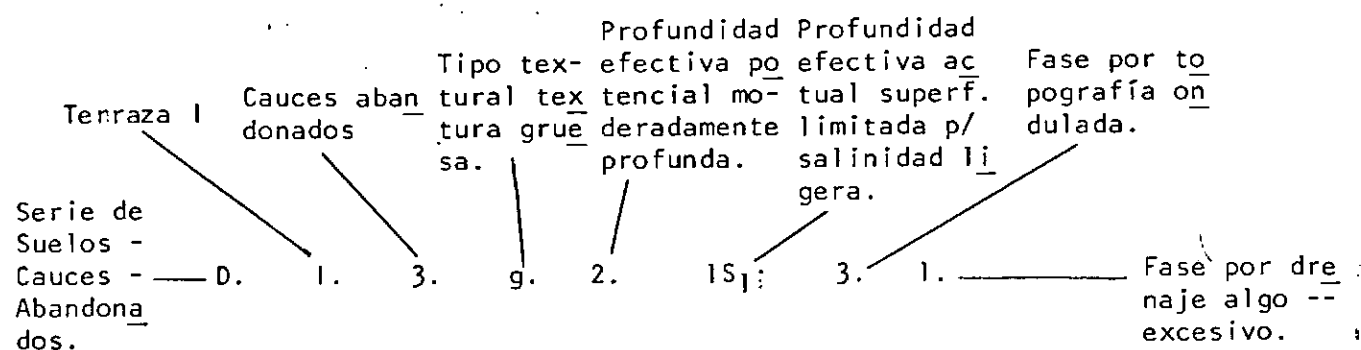 Terraza I
Cauces aban
donados
Tipo tex-
tural tex
tura grue
sa.
Profundidad
efectiva po
tencial mo-
deradamente
profunda.
Profundidad
efectiva ac
tual superf.
limitada p/
salinidad li
gera.
Fase por to
pografía on
dulada.
Serie de
Suelos -
Cauces -
Abandona
dos.
D. 1. 3. g. 2. 1S1: 3. 1.
Fase por dre
naje algo --
excesivo.